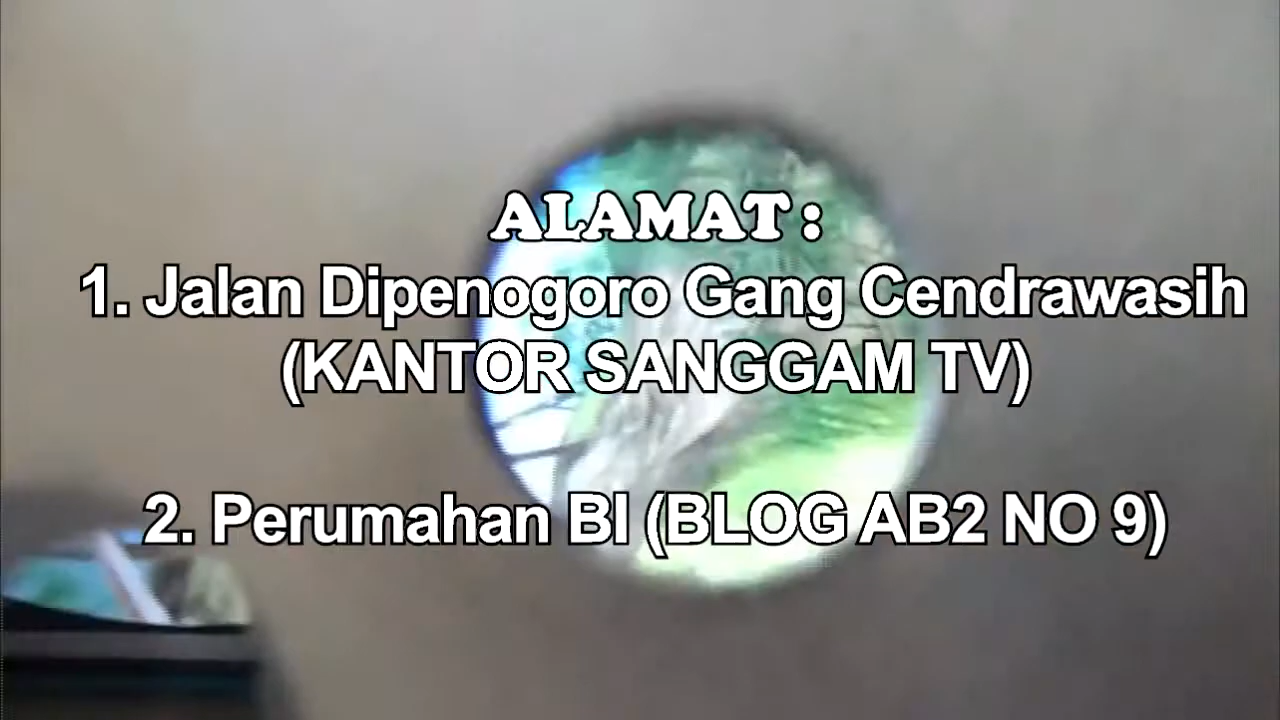 ALAMAT :
1. Jalan Dipenogoro Gang Cendrawasih
(KANTOR SANGGAM TV)
2. Perumahan BI (BLOG AB2 NO 9)